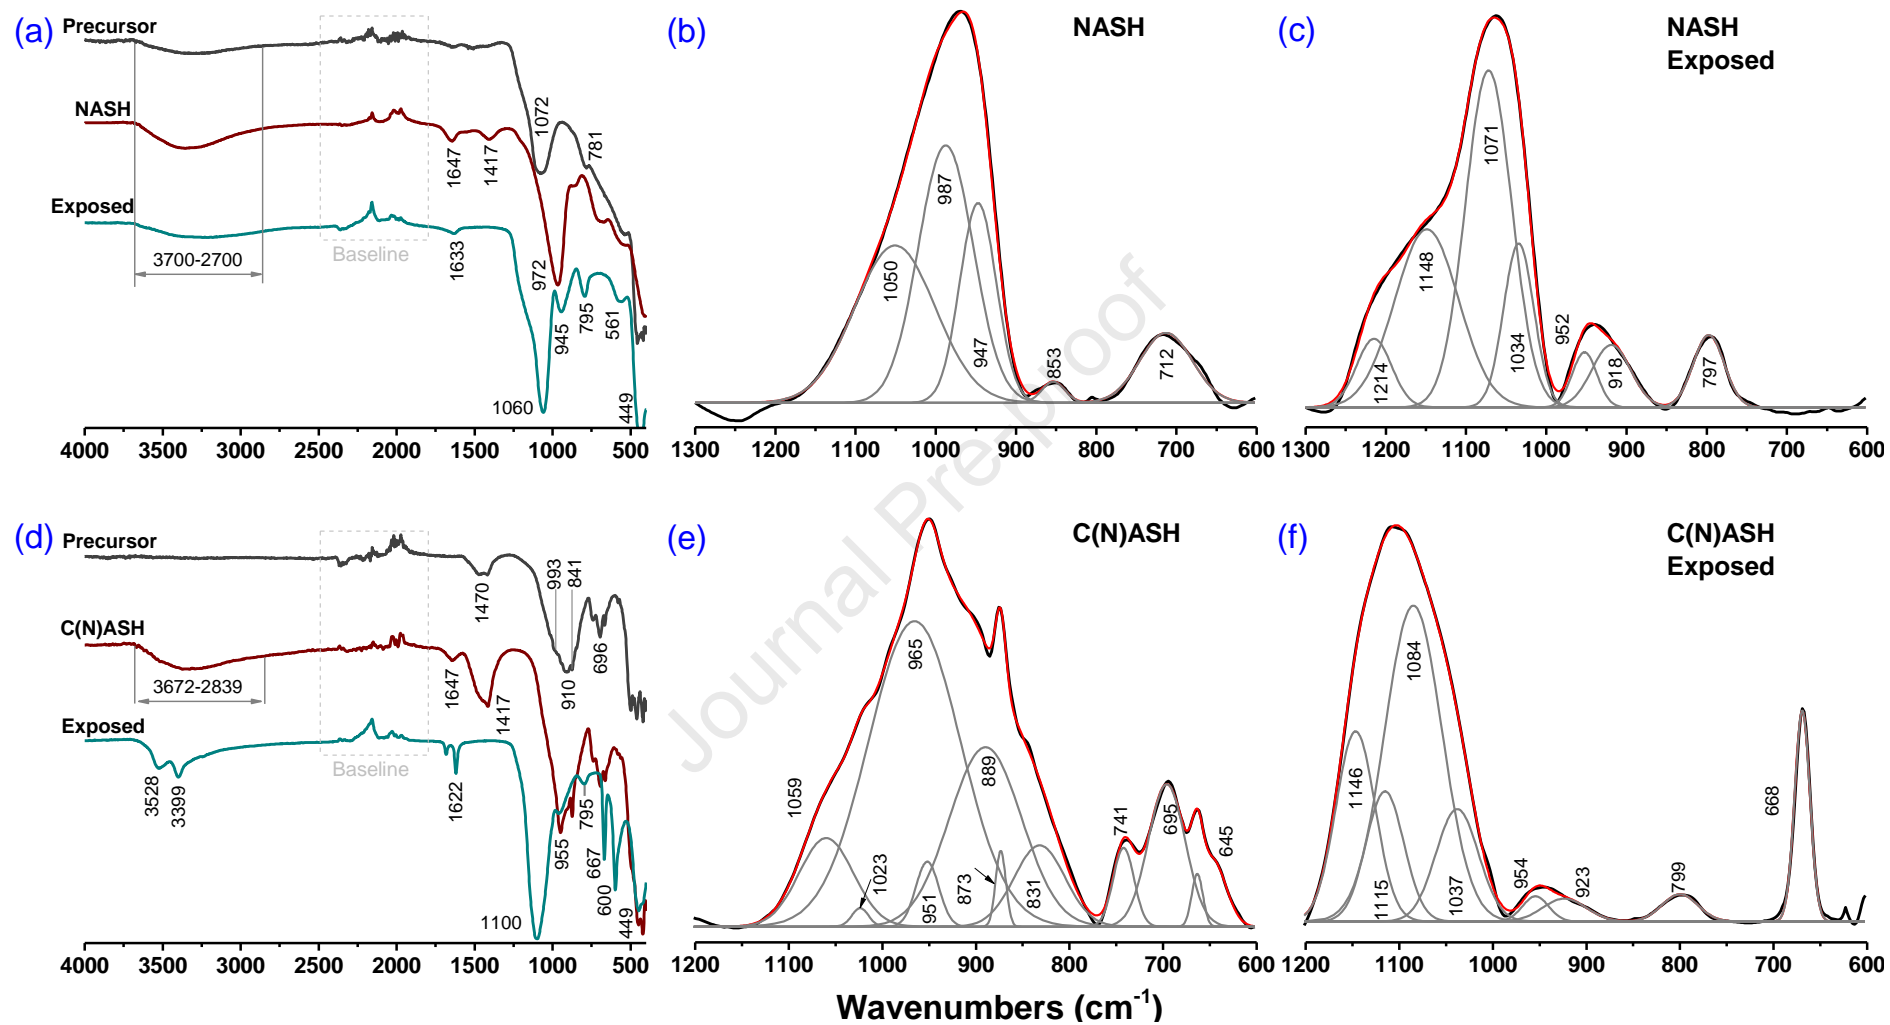 (a)
Precursor
NASH
Exposed
3700-2700
Baseline
1647
1417
1633
1072
781
972
945
795
561
1060
449
4000 3500 3000 2500 2000 1500 1000 500
(b)
NASH
1050
987
947
853
712
1300 1200 1100 1000 900 800 700 600
(c)
NASH
Exposed
1214
1148
1071
1034
952
918
797
1300 1200 1100 1000 900 800 700 600
(d)
Precursor
C(N)ASH
Exposed
3672-2839
Baseline
1470
993
841
910
696
1647
1417
3528
3399
1622
1100
955
795
667
600
449
4000 3500 3000 2500 2000 1500 1000 500
(e)
C(N)ASH
1059
1023
965
951
873
889
831
741
695
645
1200 1100 1000 900 800 700 600
(f)
C(N)ASH
Exposed
1146
1115
1084
1037
954
923
799
668
1200 1100 1000 900 800 700 600
Wavenumbers (cm⁻¹)
Journal Pre-proof